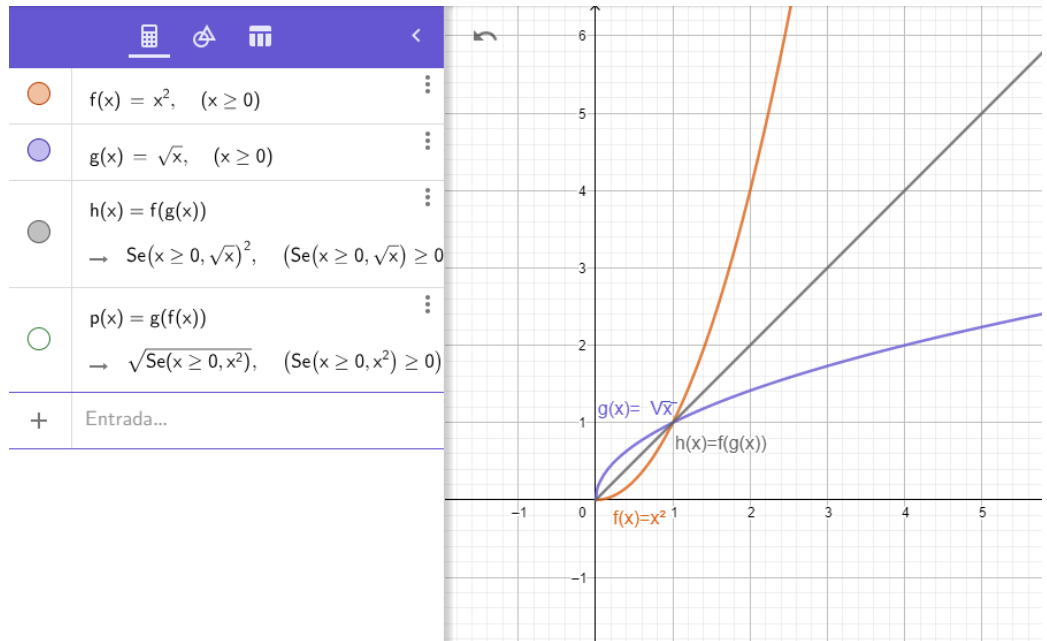 f(x) = x², (x ≥ 0)
g(x) = √x, (x ≥ 0)
h(x) = f(g(x))
→ Se(x ≥ 0, √x)², (Se(x ≥ 0, √x) ≥ 0
p(x) = g(f(x))
→ √Se(x ≥ 0, x²), (Se(x ≥ 0, x²) ≥ 0)
+ Entrada...
6
5
4
3
2
g(x)= √x
1
h(x)=f(g(x))
−1 0 1 2 3 4 5
f(x)=x²
−1